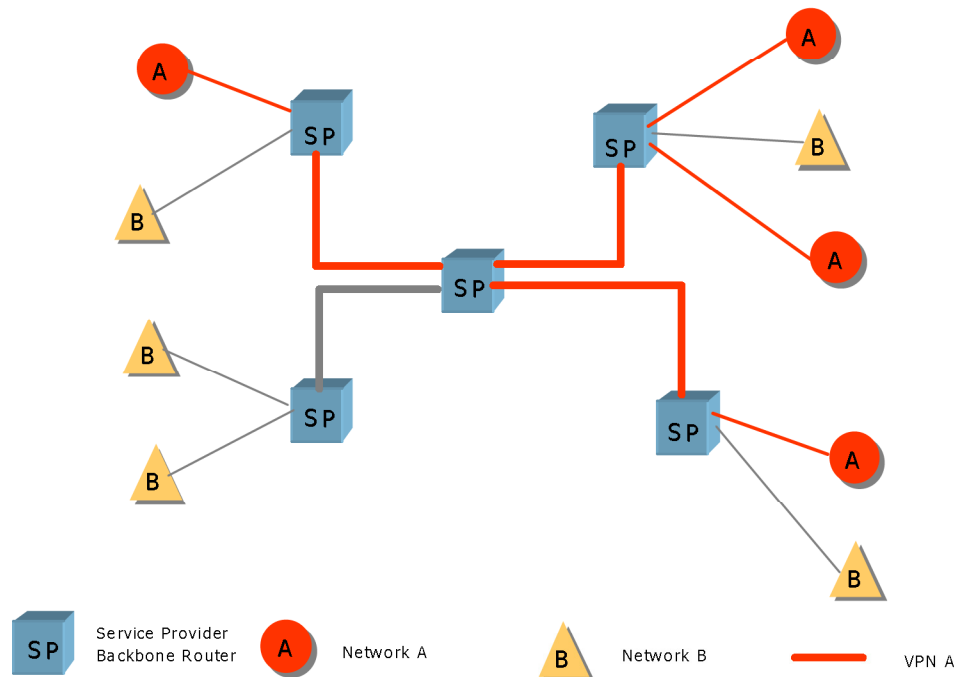 A
A
SP
SP
B
B
A
SP
B
SP
SP
A
B
B
SP
Service Provider
Backbone Router
A
Network A
B
Network B
VPN A